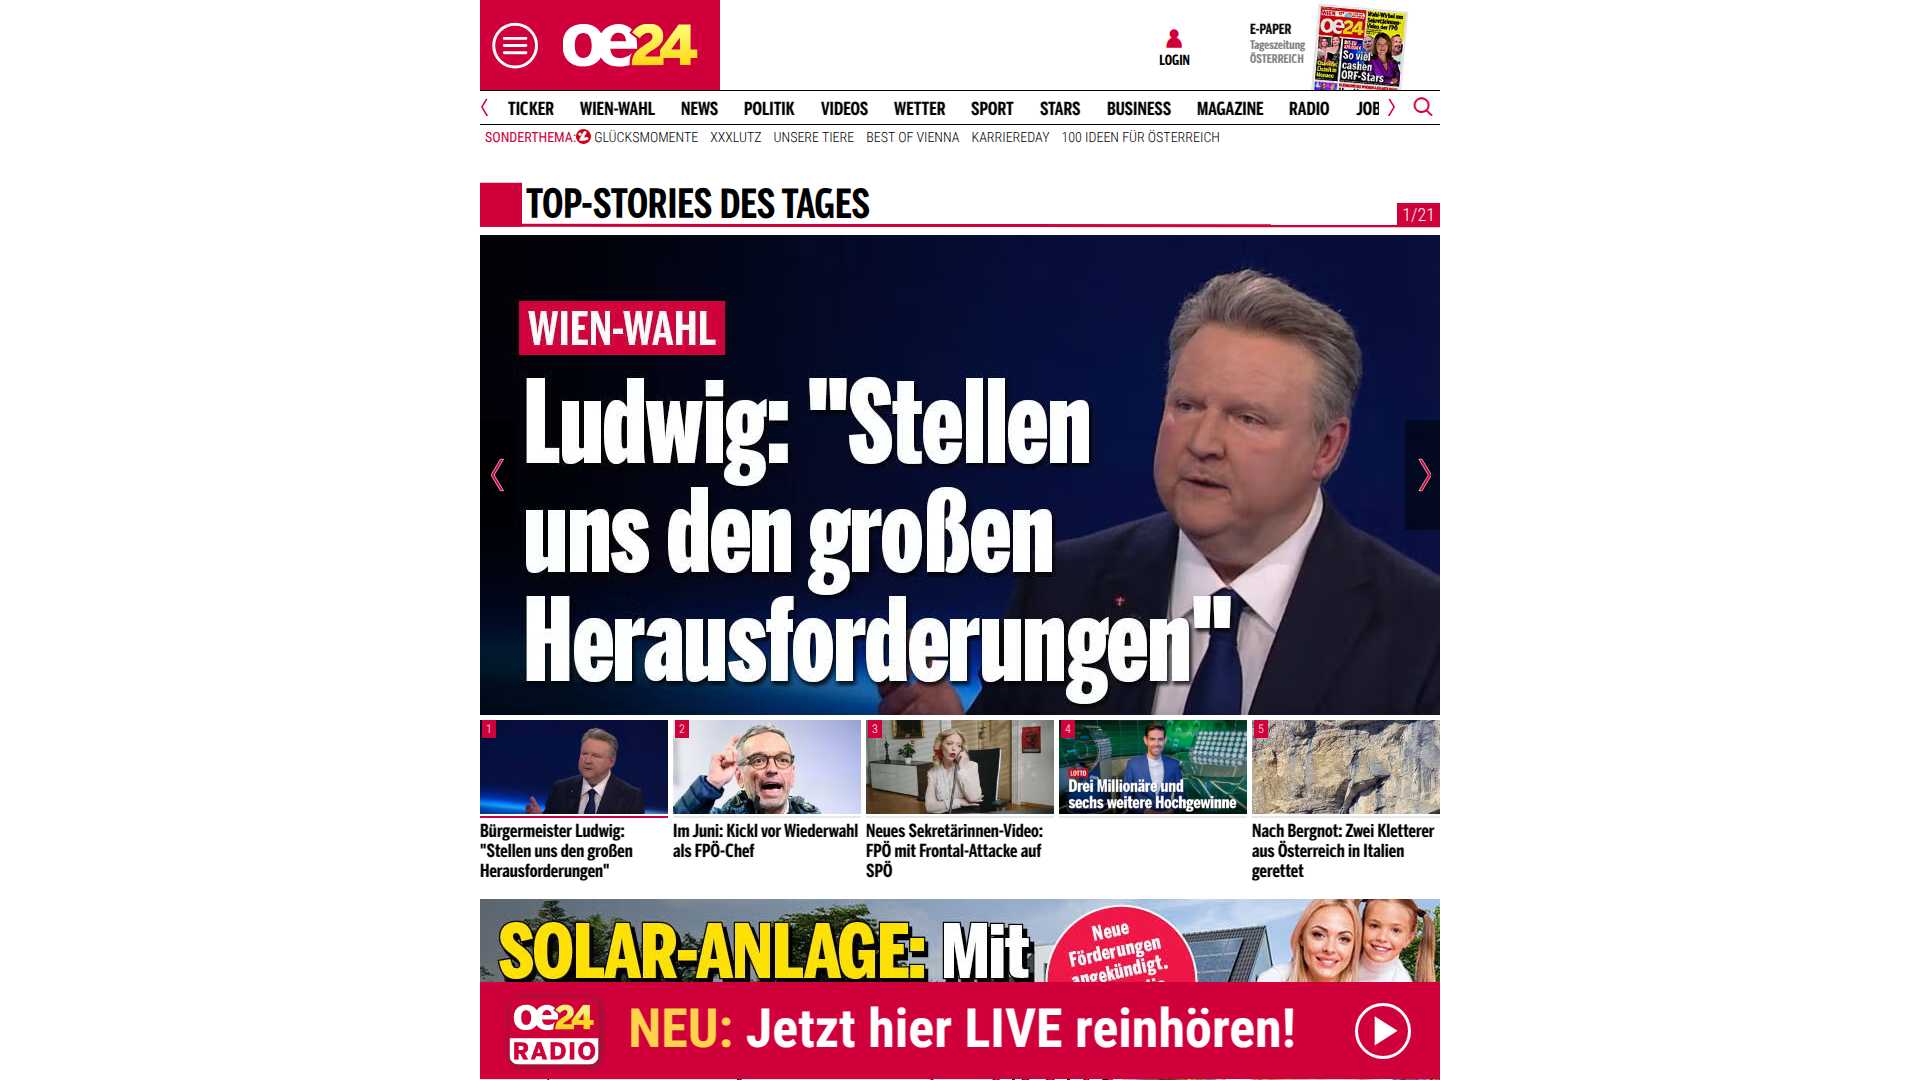 oe24
LOGIN
E-PAPER
Tageszeitung
ÖSTERREICH
oe24
So viel
cashen
ORF-Stars
TICKER WIEN-WAHL NEWS POLITIK VIDEOS WETTER SPORT STARS BUSINESS MAGAZINE RADIO JOB
SONDERTHEMA: GLÜCKSMOMENTE XXXLUTZ UNSERE TIERE BEST OF VIENNA KARRIEREDAY 100 IDEEN FÜR ÖSTERREICH
TOP-STORIES DES TAGES
1/21
WIEN-WAHL
Ludwig: "Stellen
uns den großen
Herausforderungen"
1
2
3
4
5
LOTTO
Drei Millionäre und
sechs weitere Hochgewinne
Bürgermeister Ludwig:
"Stellen uns den großen
Herausforderungen"
Im Juni: Kickl vor Wiederwahl
als FPÖ-Chef
Neues Sekretärinnen-Video:
FPÖ mit Frontal-Attacke auf
SPÖ
Nach Bergnot: Zwei Kletterer
aus Österreich in Italien
gerettet
SOLAR-ANLAGE: Mit
Neue
Förderungen
angekündigt.
oe24
RADIO
NEU: Jetzt hier LIVE reinhören!